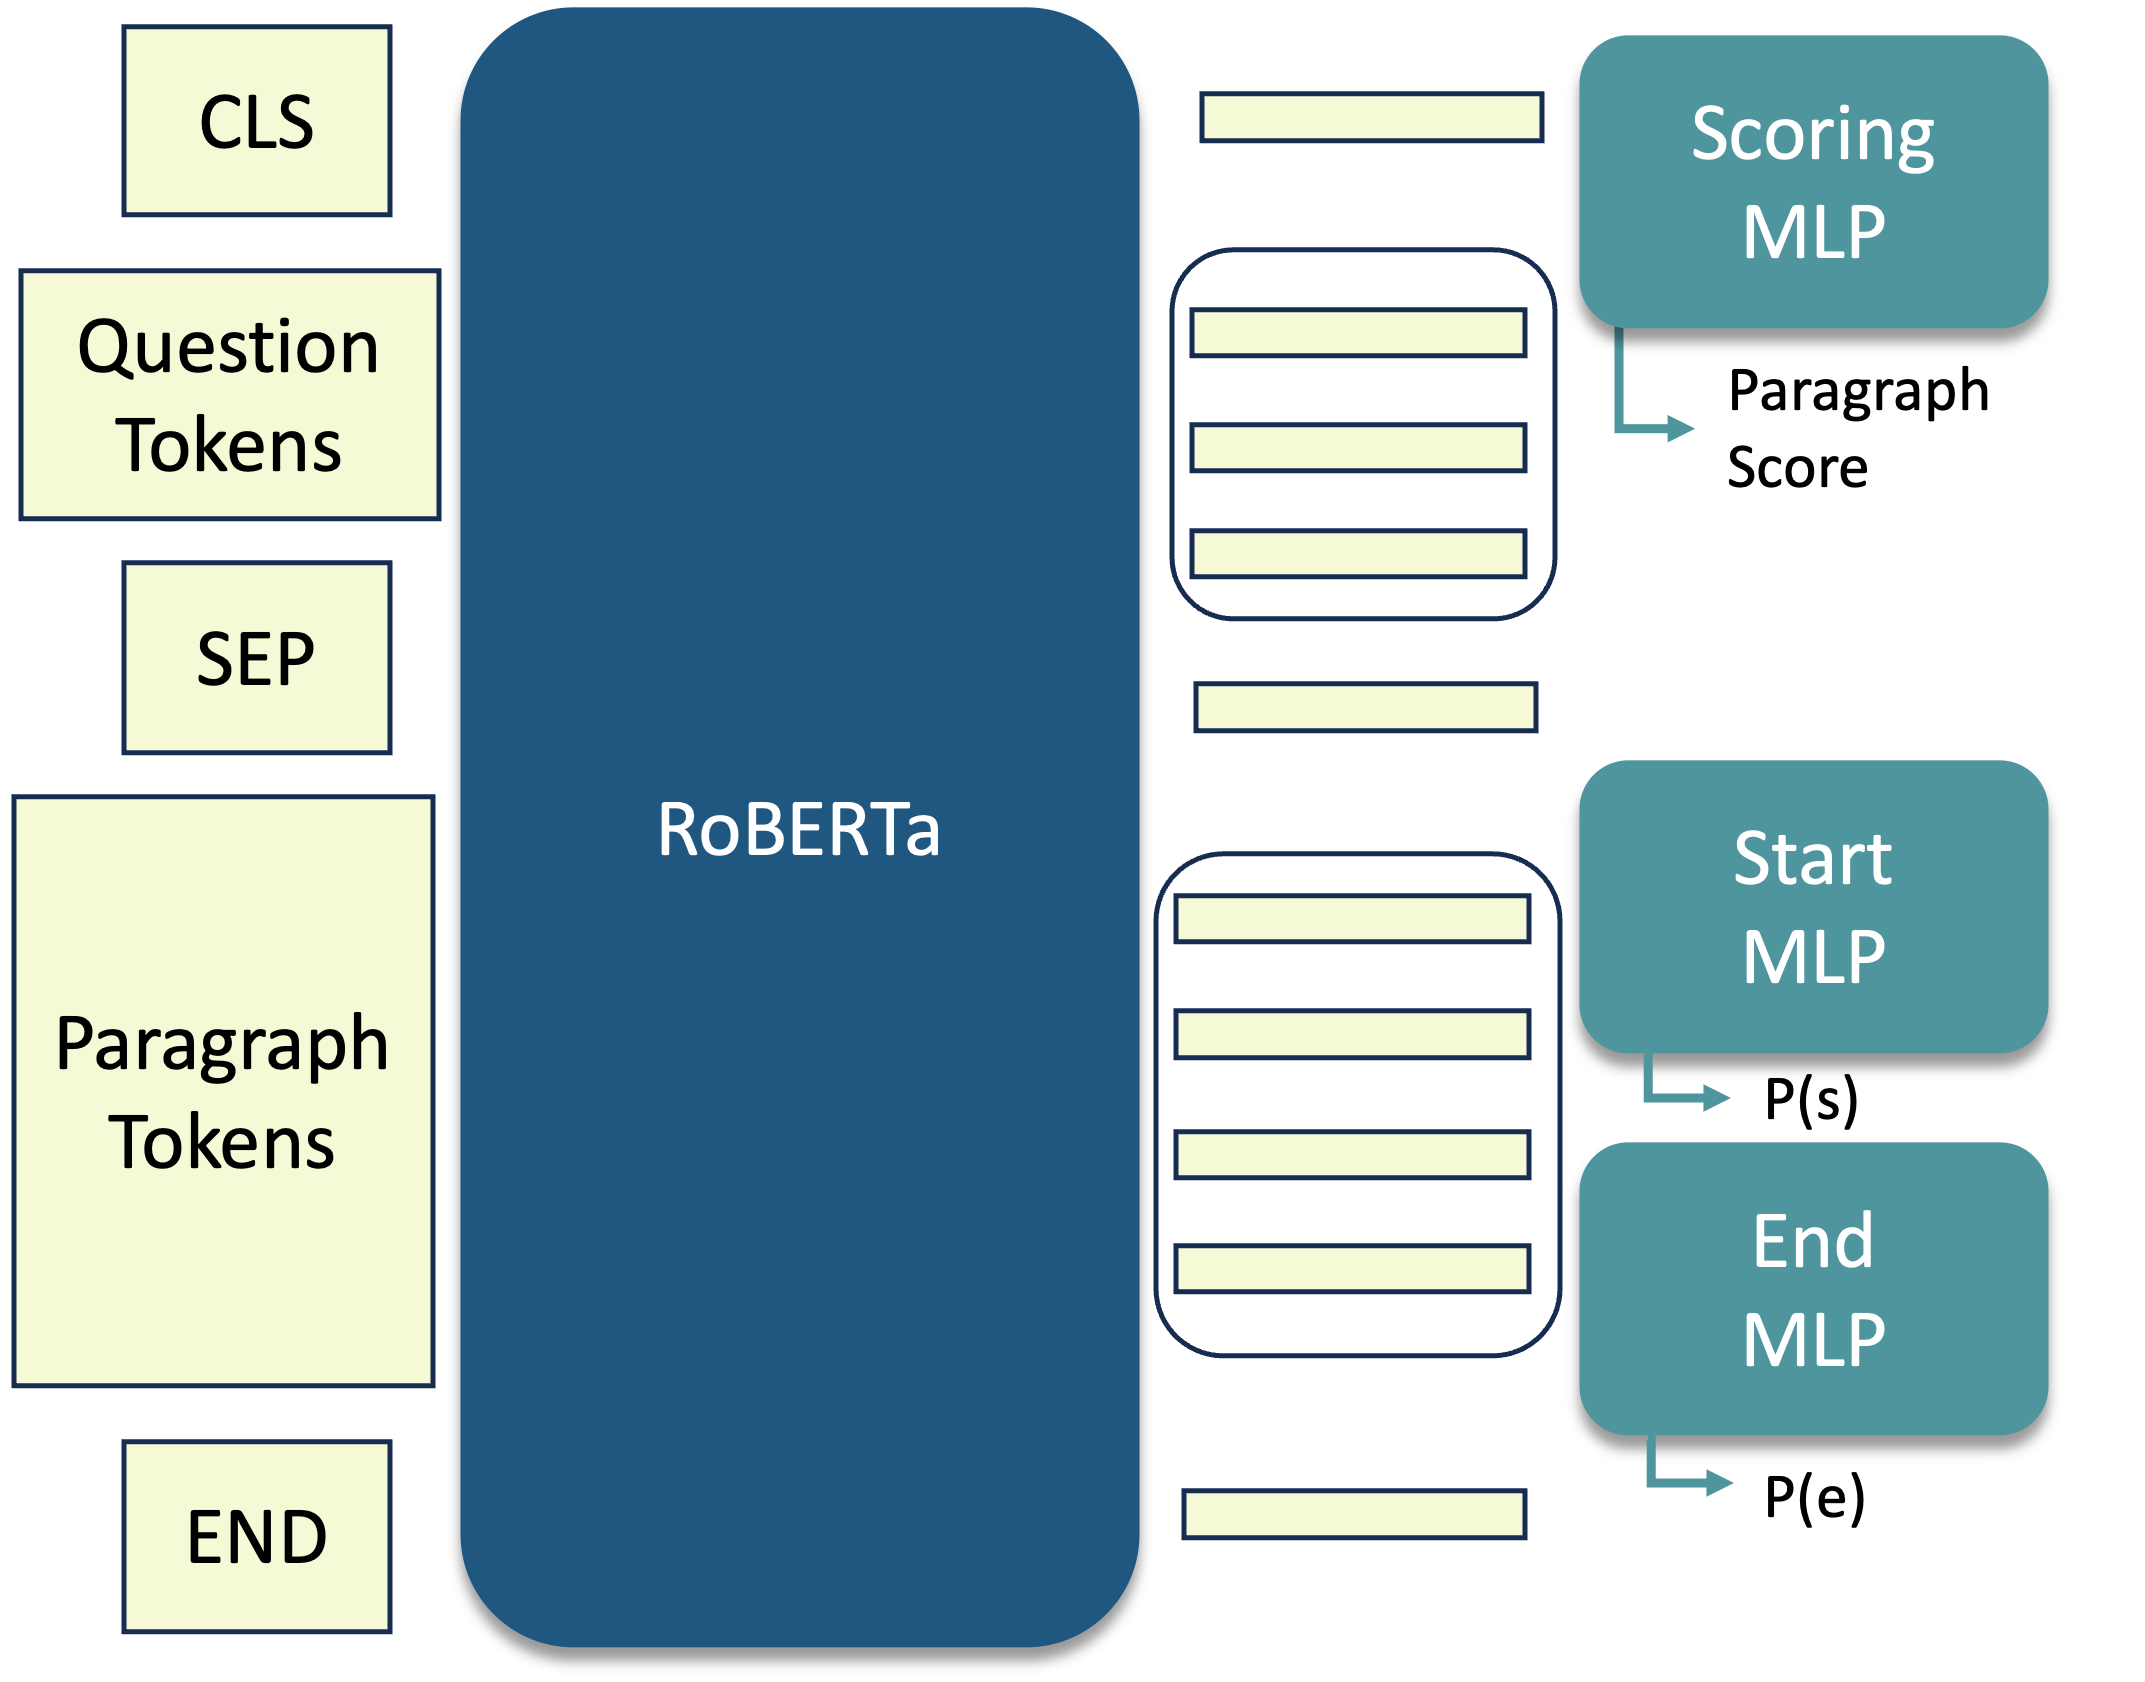 CLS
Question
Tokens
SEP
Paragraph
Tokens
END
RoBERTa
Scoring
MLP
Paragraph
Score
Start
MLP
P(s)
End
MLP
P(e)